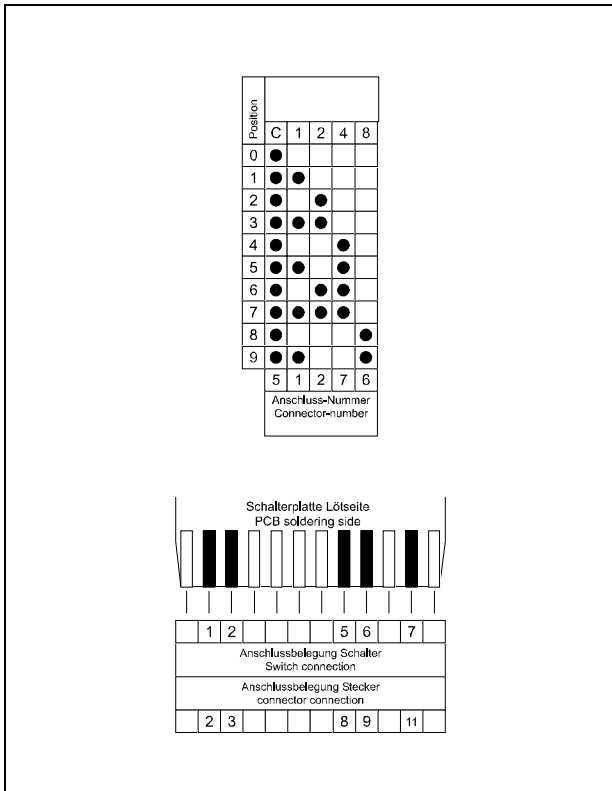 Position
C 1 2 4 8
0
1
2
3
4
5
6
7
8
9
5 1 2 7 6
Anschluss-Nummer
Connector-number
Schalterplatte Lötseite
PCB soldering side
1 2 5 6 7
Anschlussbelegung Schalter
Switch connection
Anschlussbelegung Stecker
connector connection
2 3 8 9 11